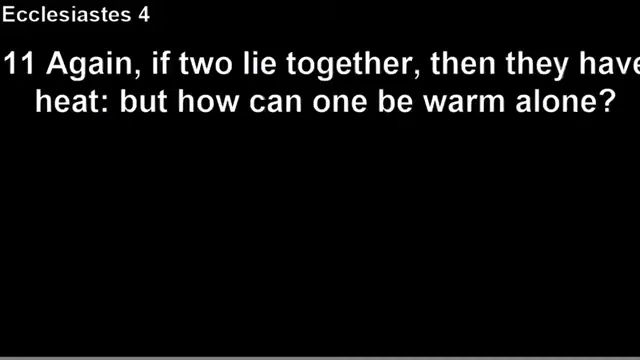 Ecclesiastes 4
11 Again, if two lie together, then they have
heat: but how can one be warm alone?